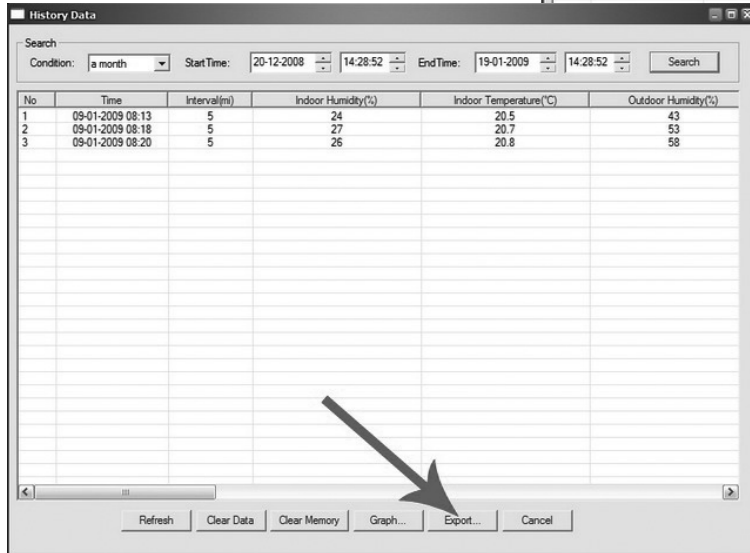 History Data
Search
Condition: a month StartTime: 20-12-2008 14:28:52 EndTime: 19-01-2009 14:28:52 Search
No Time Interval(mi) Indoor Humidity(%) Indoor Temperature(°C) Outdoor Humidity(%)
1 09-01-2009 08:13 5 24 20.5 43
2 09-01-2009 08:18 5 27 20.7 53
3 09-01-2009 08:20 5 26 20.8 58
Refresh Clear Data Clear Memory Graph... Export... Cancel